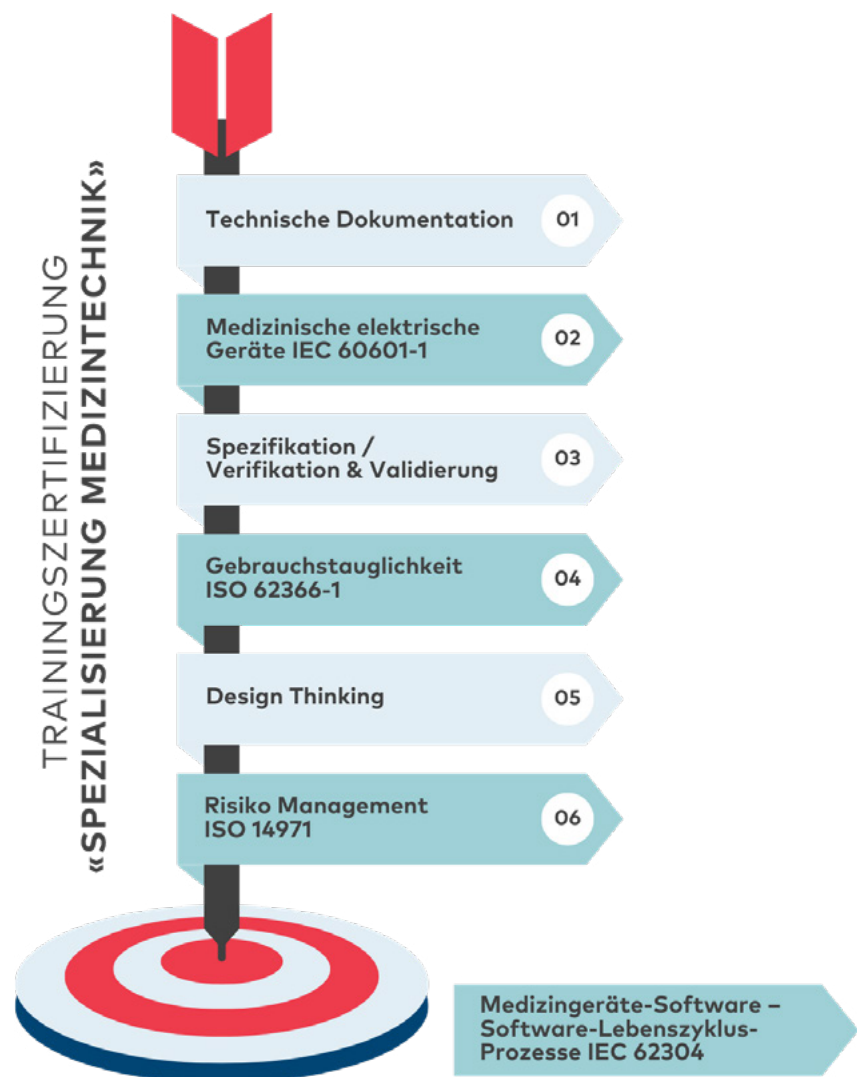 TRAININGSZERTIFIZIERUNG
«SPEZIALISIERUNG MEDIZINTECHNIK»
Technische Dokumentation 01
Medizinische elektrische
Geräte IEC 60601-1 02
Spezifikation /
Verifikation & Validierung 03
Gebrauchstauglichkeit
ISO 62366-1 04
Design Thinking 05
Risiko Management
ISO 14971 06
Medizingeräte-Software –
Software-Lebenszyklus-
Prozesse IEC 62304